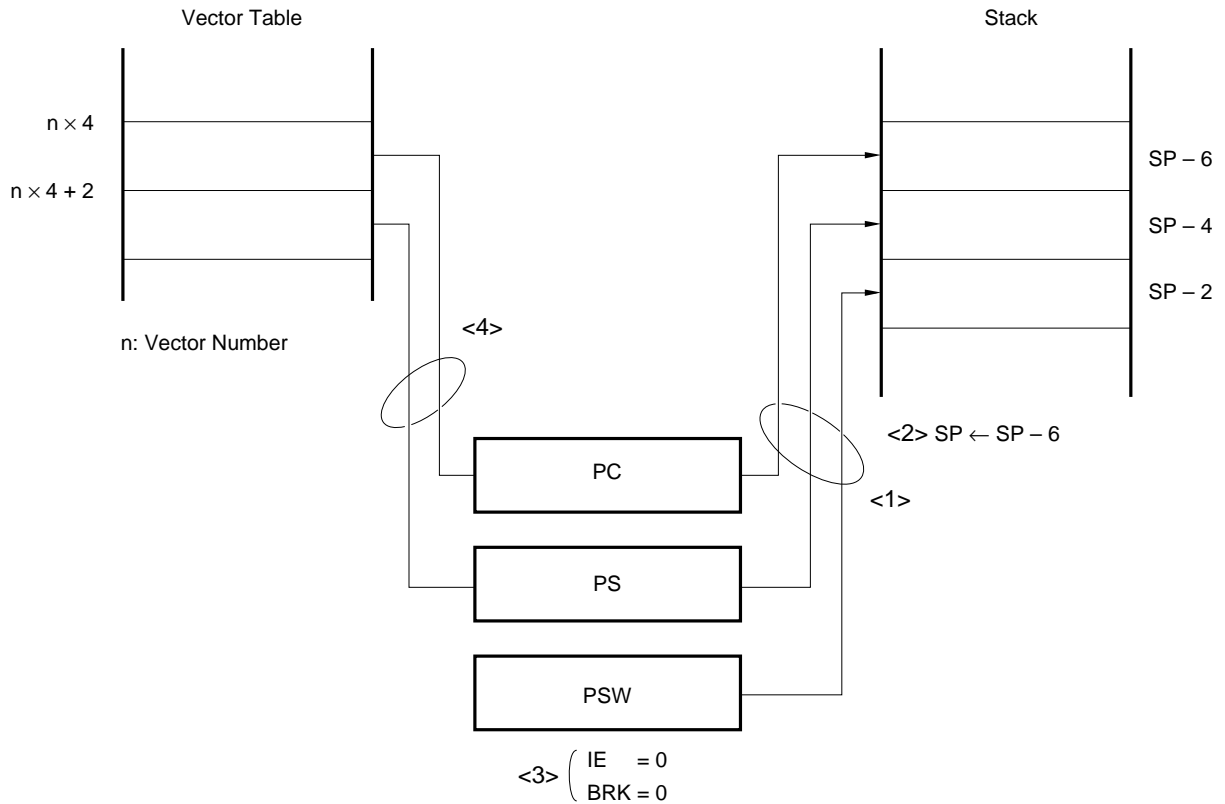 Vector Table
Stack
n × 4
SP – 6
n × 4 + 2
SP – 4
SP – 2
<4>
n: Vector Number
<2> SP ← SP – 6
PC
<1>
PS
PSW
<3> IE = 0
BRK = 0